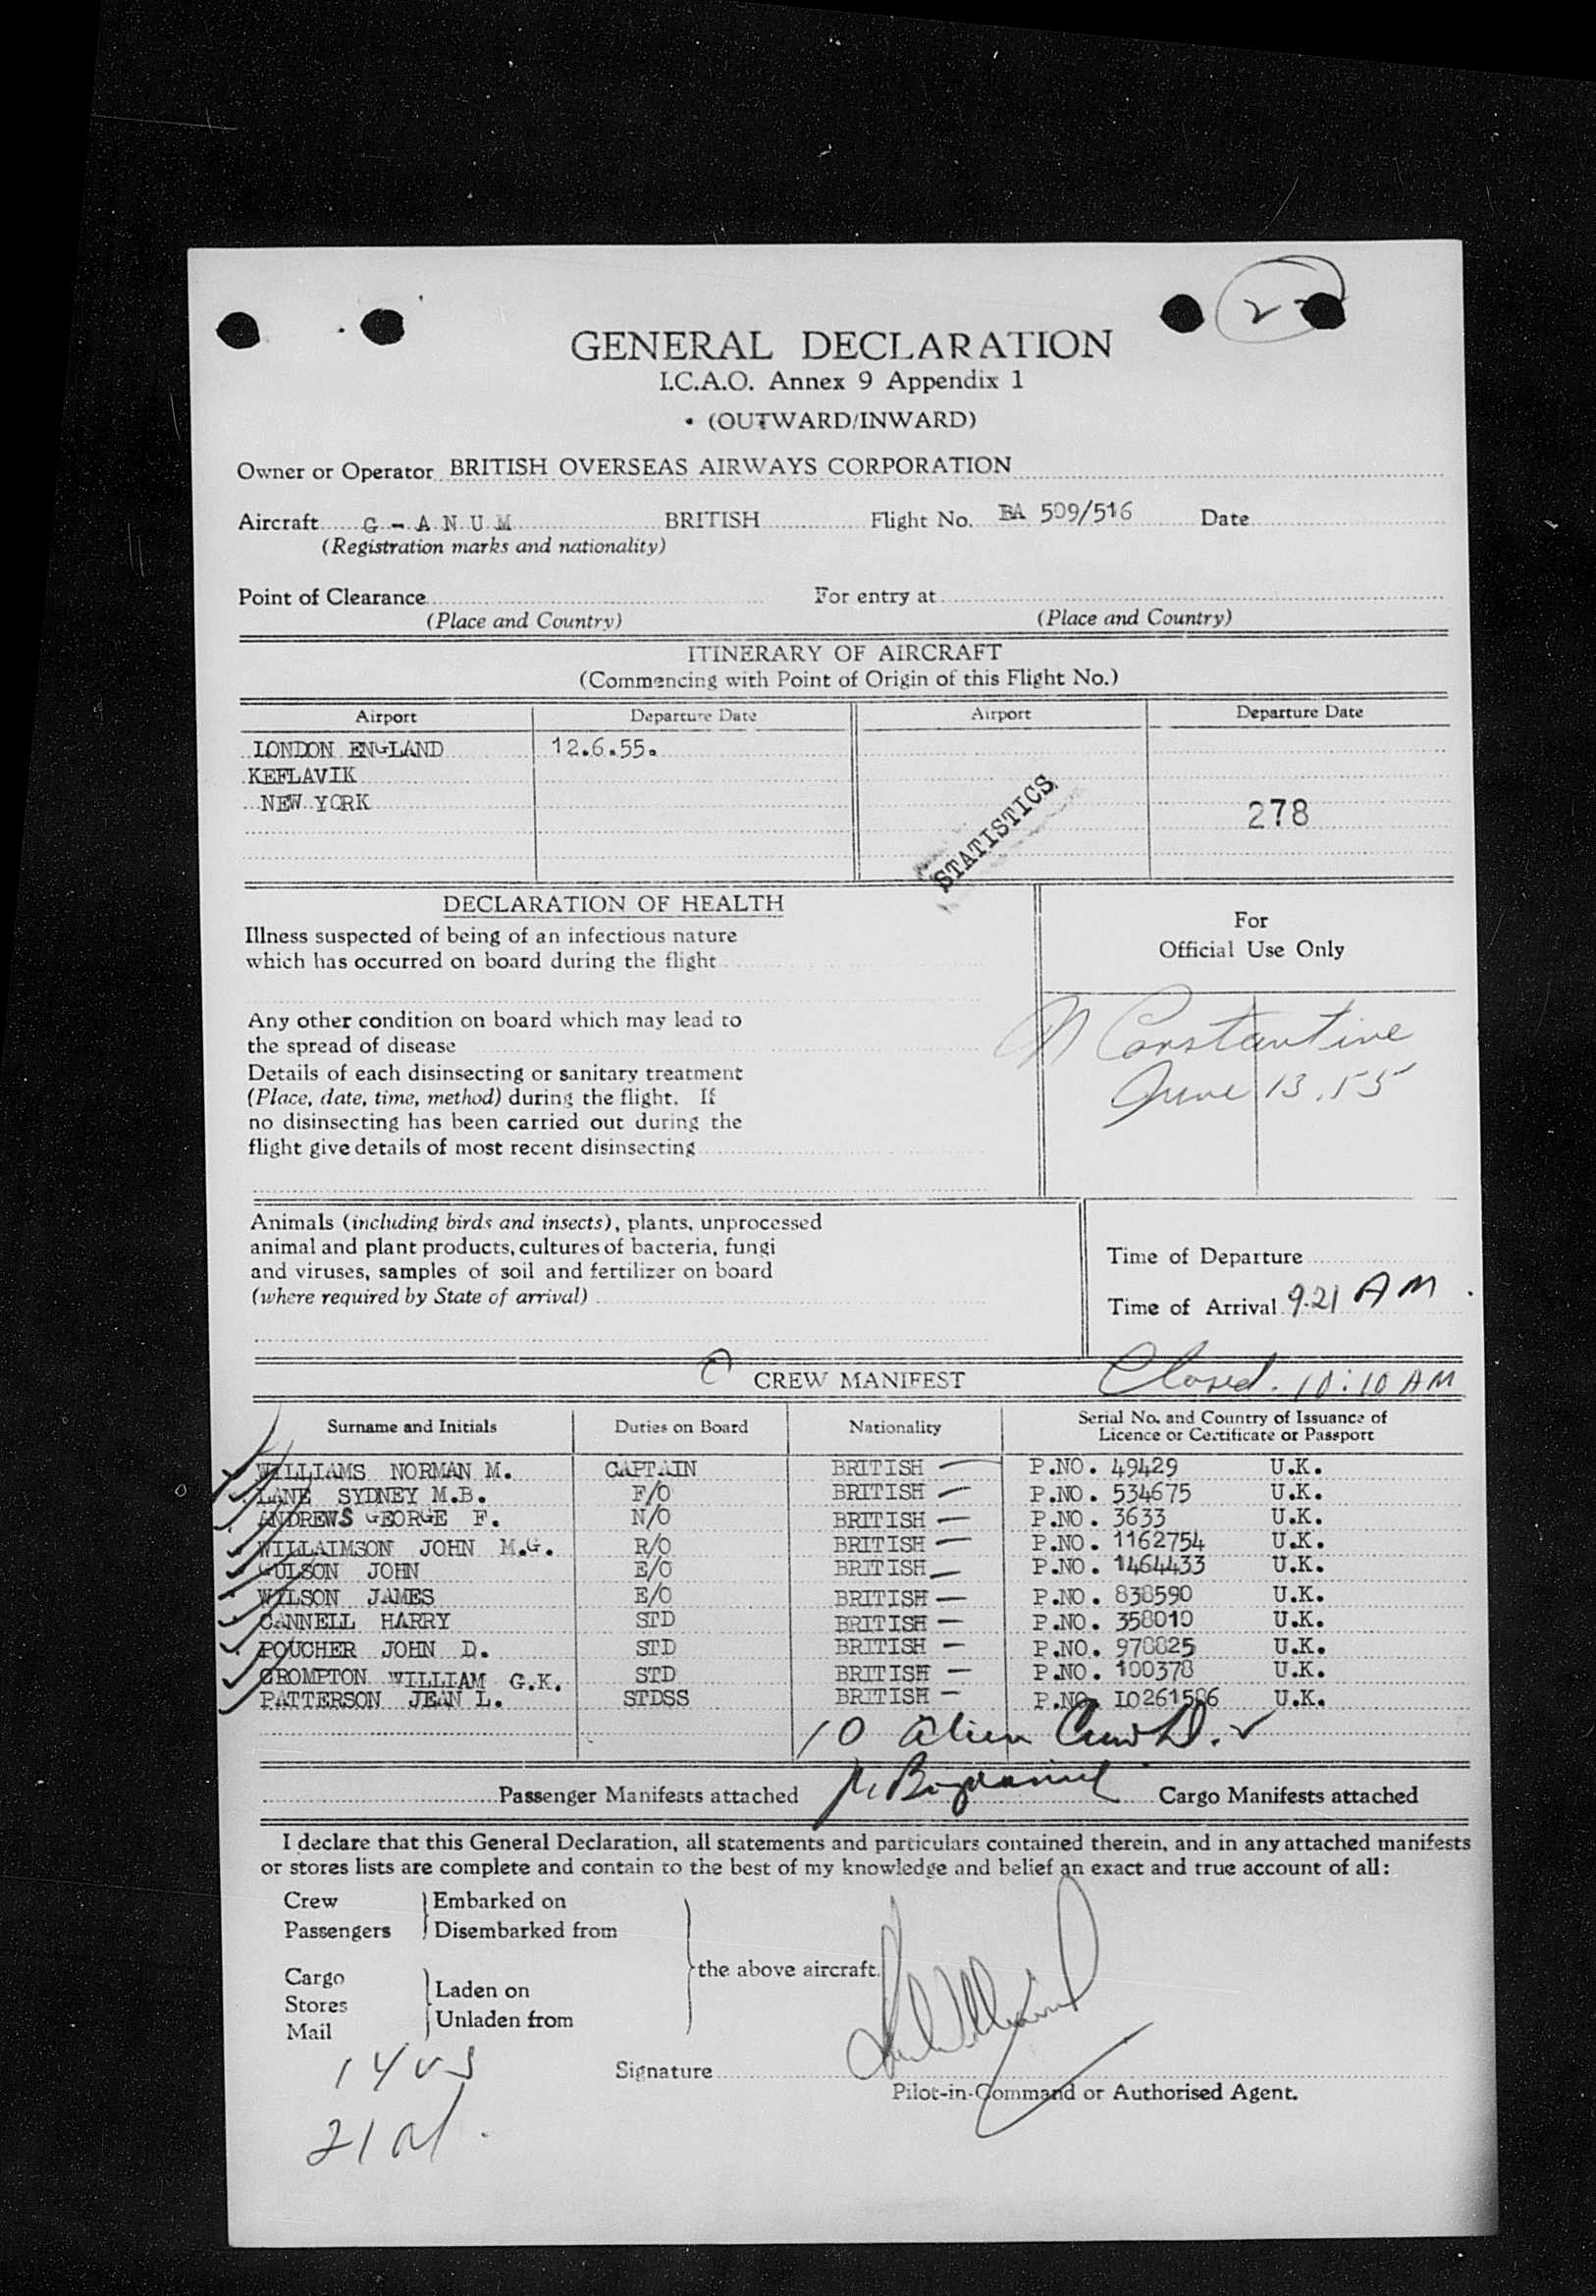 GENERAL DECLARATION
I.C.A.O. Annex 9 Appendix 1
• (OUTWARD/INWARD)
Owner or Operator BRITISH OVERSEAS AIRWAYS CORPORATION
Aircraft G - A N U M BRITISH Flight No. BA 509/516 Date
(Registration marks and nationality)
Point of Clearance For entry at
(Place and Country) (Place and Country)
ITINERARY OF AIRCRAFT
(Commencing with Point of Origin of this Flight No.)
Airport Departure Date Airport Departure Date
LONDON ENGLAND 12.6.55.
KEFLAVIK
NEW YORK
STATISTICS
278
DECLARATION OF HEALTH
Illness suspected of being of an infectious nature
which has occurred on board during the flight
Any other condition on board which may lead to
the spread of disease
Details of each disinsecting or sanitary treatment
(Place, date, time, method) during the flight. If
no disinsecting has been carried out during the
flight give details of most recent disinsecting
For
Official Use Only
N Constantine
June 13.55
Animals (including birds and insects), plants, unprocessed
animal and plant products, cultures of bacteria, fungi
and viruses, samples of soil and fertilizer on board
(where required by State of arrival)
Time of Departure
Time of Arrival 9.21 AM
Closed. 10:10 AM
CREW MANIFEST
Surname and Initials Duties on Board Nationality Serial No. and Country of Issuance of
Licence or Certificate or Passport
WILLIAMS NORMAN M. CAPTAIN BRITISH P.NO. 49429 U.K.
LANE SYDNEY M.B. F/O BRITISH P.NO. 534675 U.K.
ANDREWS GEORGE F. N/O BRITISH P.NO. 3633 U.K.
WILLAIMSON JOHN M.G. R/O BRITISH P.NO. 1162754 U.K.
GULSON JOHN E/O BRITISH P.NO. 1464433 U.K.
WILSON JAMES E/O BRITISH P.NO. 838590 U.K.
CANNELL HARRY STD BRITISH P.NO. 358010 U.K.
POUCHER JOHN D. STD BRITISH P.NO. 970825 U.K.
CROMPTON WILLIAM G.K. STD BRITISH P.NO. 100378 U.K.
PATTERSON JEAN L. STDSS BRITISH P.NO. IO261586 U.K.
10 alien Crew
Passenger Manifests attached Cargo Manifests attached
I declare that this General Declaration, all statements and particulars contained therein, and in any attached manifests
or stores lists are complete and contain to the best of my knowledge and belief an exact and true account of all:
Crew Embarked on
Passengers Disembarked from
the above aircraft.
Cargo
Stores Laden on
Mail Unladen from
Signature
Pilot-in-Command or Authorised Agent.